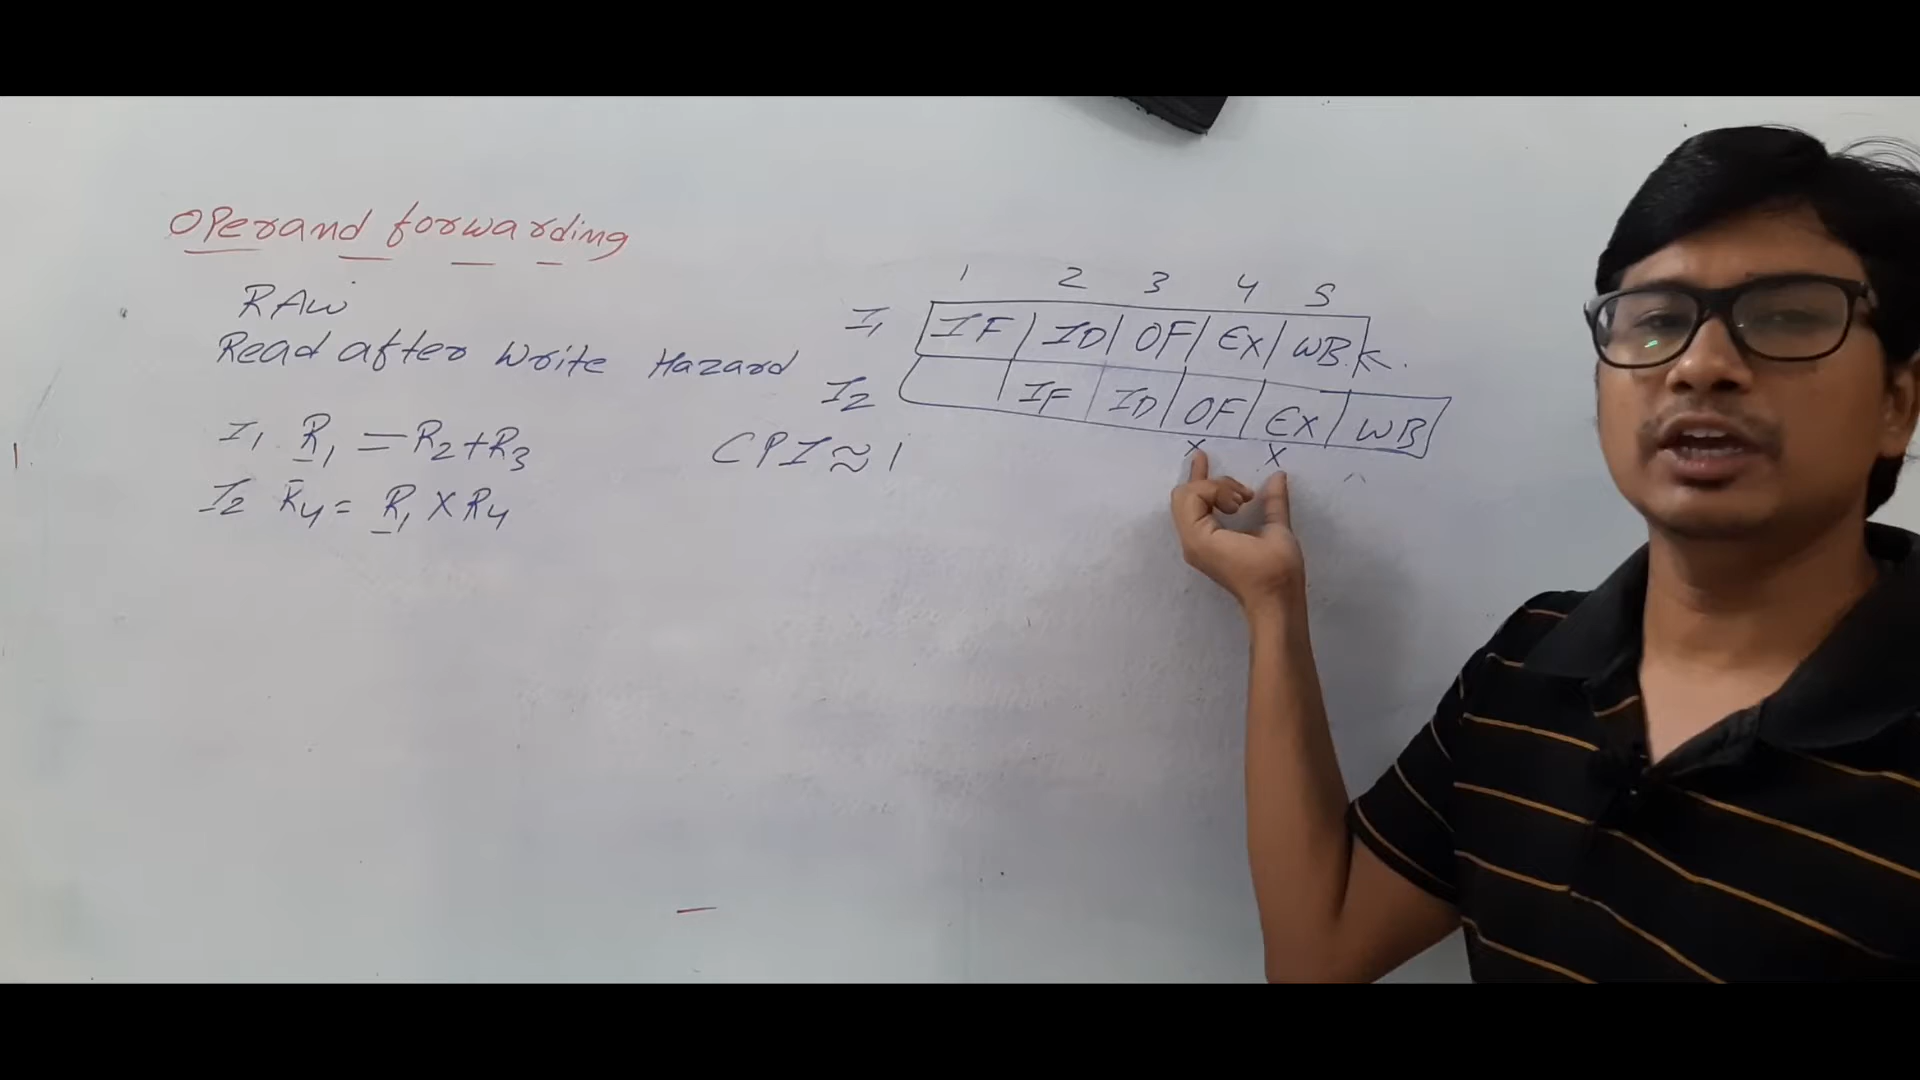 Operand forwarding
RAW
Read after Write Hazard
I1 R1 = R2+R3
I2 R4 = R1 X R4
CPI ≈ 1
1 2 3 4 5
I1 IF ID OF EX WB
I2 IF ID OF EX WB
X X